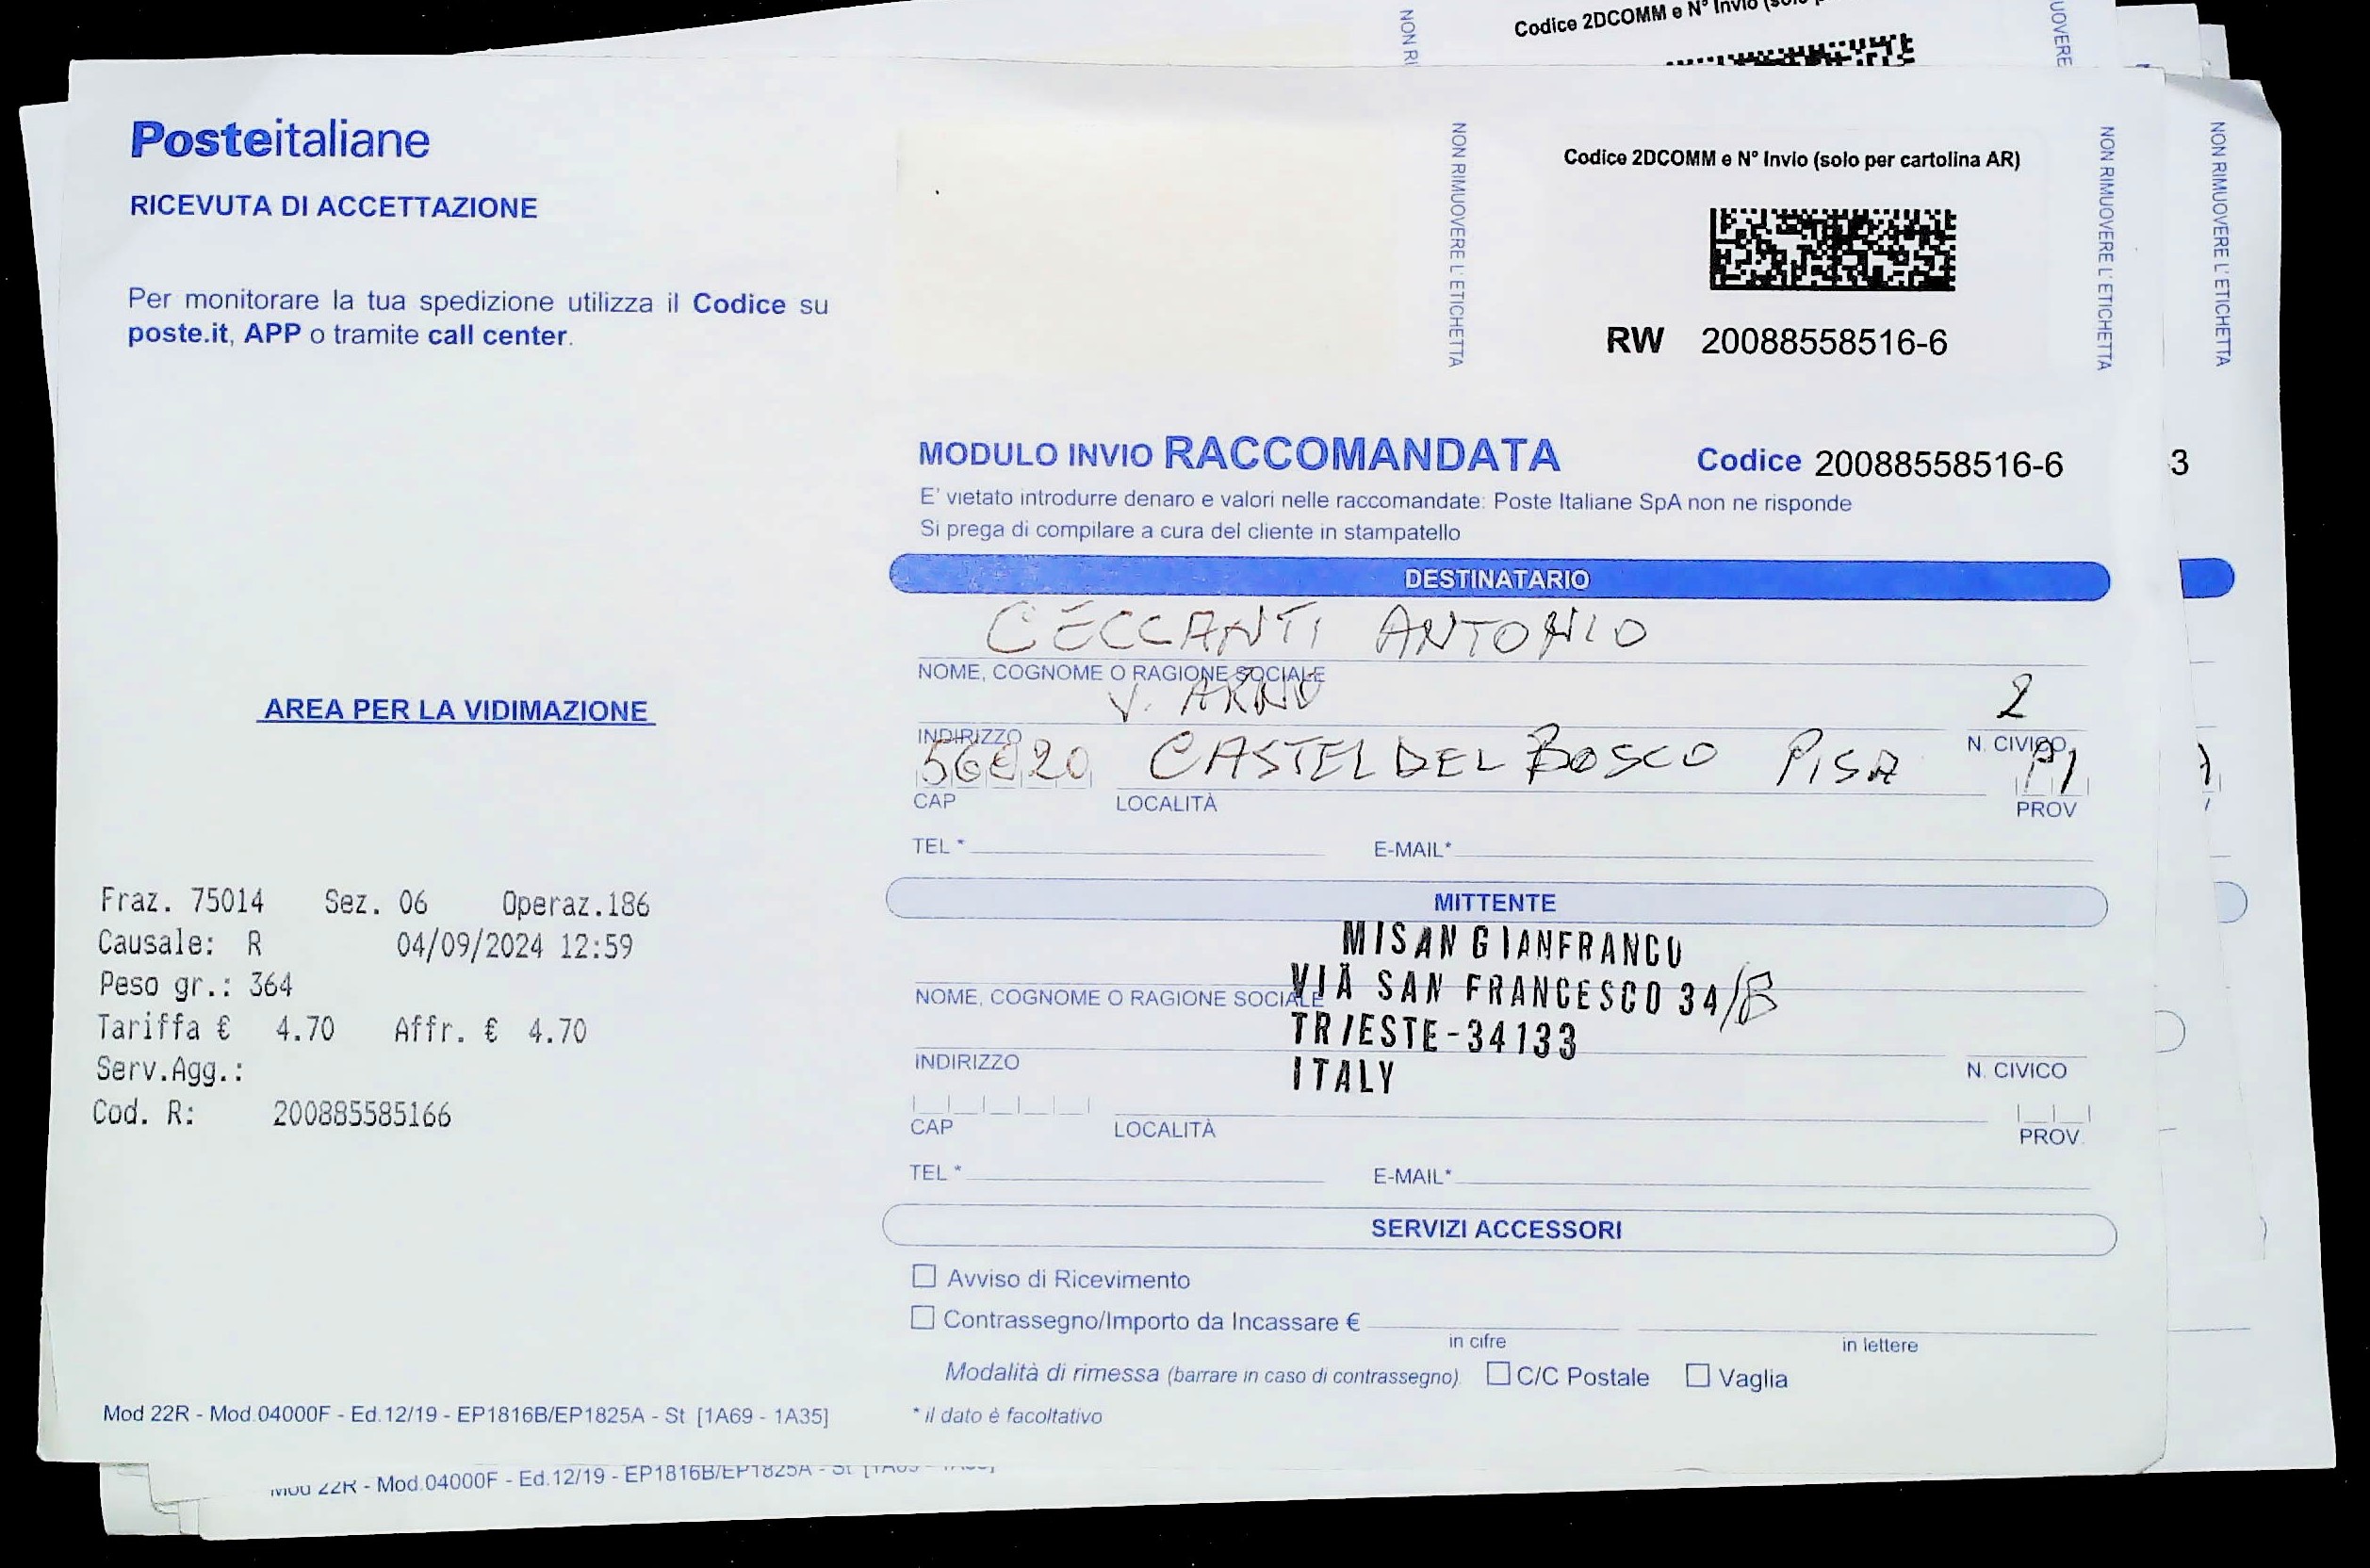 Codice 2DCOMM e N° Invio (solo p
NON RI
UOVERE
Posteitaliane
RICEVUTA DI ACCETTAZIONE
Per monitorare la tua spedizione utilizza il Codice su
poste.it, APP o tramite call center.
NON RIMUOVERE L'ETICHETTA
Codice 2DCOMM e N° Invio (solo per cartolina AR)
RW 20088558516-6
NON RIMUOVERE L'ETICHETTA
NON RIMUOVERE L'ETICHETTA
MODULO INVIO RACCOMANDATA Codice 20088558516-6
3
E' vietato introdurre denaro e valori nelle raccomandate: Poste Italiane SpA non ne risponde
Si prega di compilare a cura del cliente in stampatello
DESTINATARIO
CECCANTI ANTONIO
NOME, COGNOME O RAGIONE SOCIALE
V. ARNO 2
INDIRIZZO N. CIVICO
56020 CASTEL DEL BOSCO PISA PI
CAP LOCALITÀ PROV
TEL * E-MAIL*
AREA PER LA VIDIMAZIONE
Fraz. 75014 Sez. 06 Operaz.186
Causale: R 04/09/2024 12:59
Peso gr.: 364
Tariffa € 4.70 Affr. € 4.70
Serv.Agg.:
Cod. R: 200885585166
MITTENTE
MISAN GIANFRANCO
VIA SAN FRANCESCO 34/B
NOME, COGNOME O RAGIONE SOCIALE
TRIESTE-34133
INDIRIZZO N. CIVICO
ITALY
CAP LOCALITÀ PROV.
TEL * E-MAIL*
SERVIZI ACCESSORI
Avviso di Ricevimento
Contrassegno/Importo da Incassare €
in cifre in lettere
Modalità di rimessa (barrare in caso di contrassegno) C/C Postale Vaglia
* il dato è facoltativo
Mod 22R - Mod.04000F - Ed.12/19 - EP1816B/EP1825A - St. [1A69 - 1A35]
Mod 22R - Mod.04000F - Ed.12/19 - EP1816B/EP1825A - St